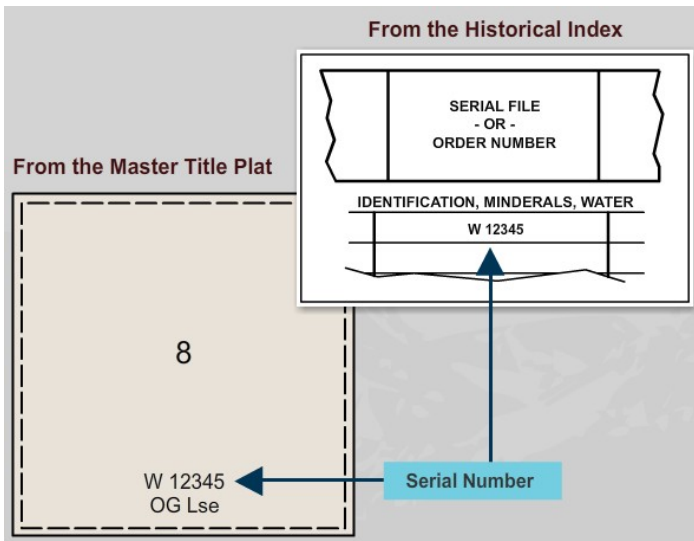 From the Historical Index
SERIAL FILE
- OR -
ORDER NUMBER
IDENTIFICATION, MINDERALS, WATER
W 12345
From the Master Title Plat
8
W 12345
OG Lse
Serial Number